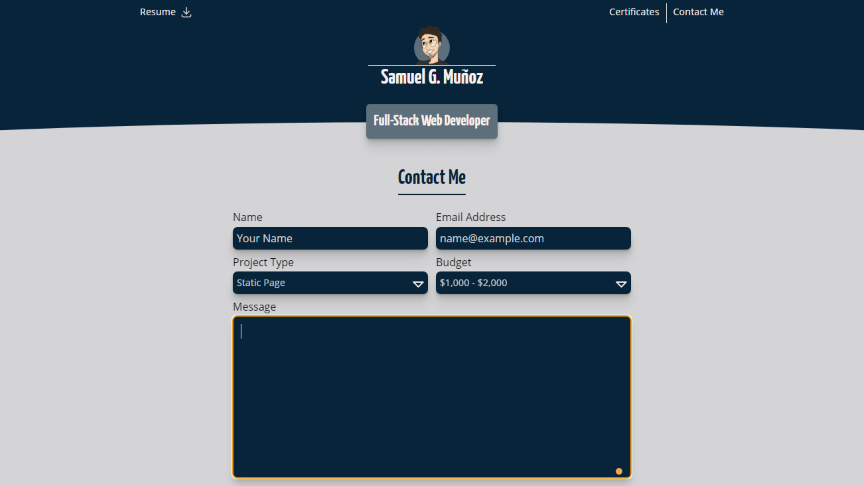 Resume
Certificates
Contact Me
Samuel G. Muñoz
Full-Stack Web Developer
Contact Me
Name
Email Address
Your Name
name@example.com
Project Type
Budget
Static Page
$1,000 - $2,000
Message